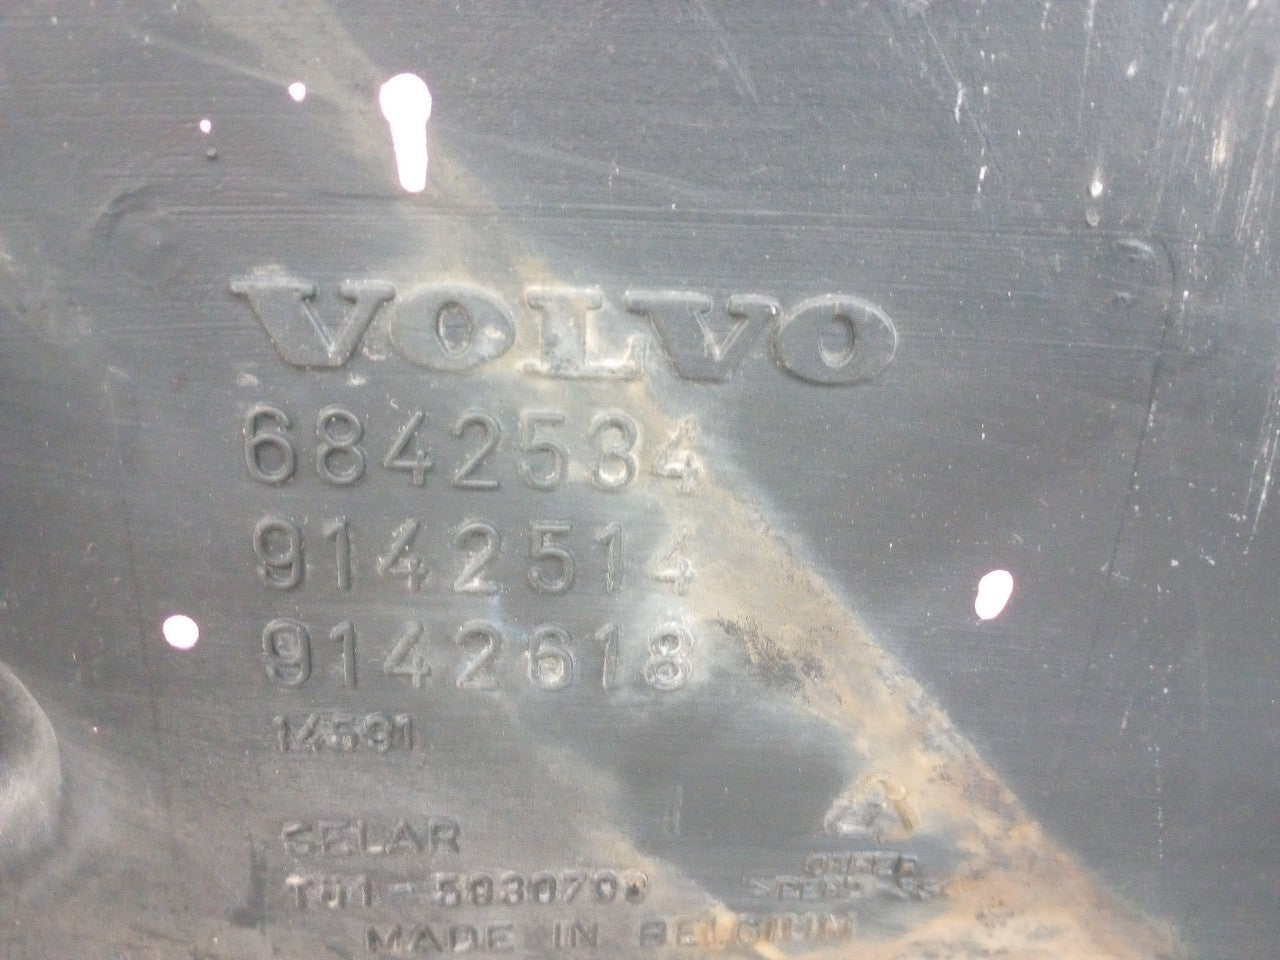 VOLVO
6842534
9142514
9142618
14591
SELAR
MADE IN BELGIUM